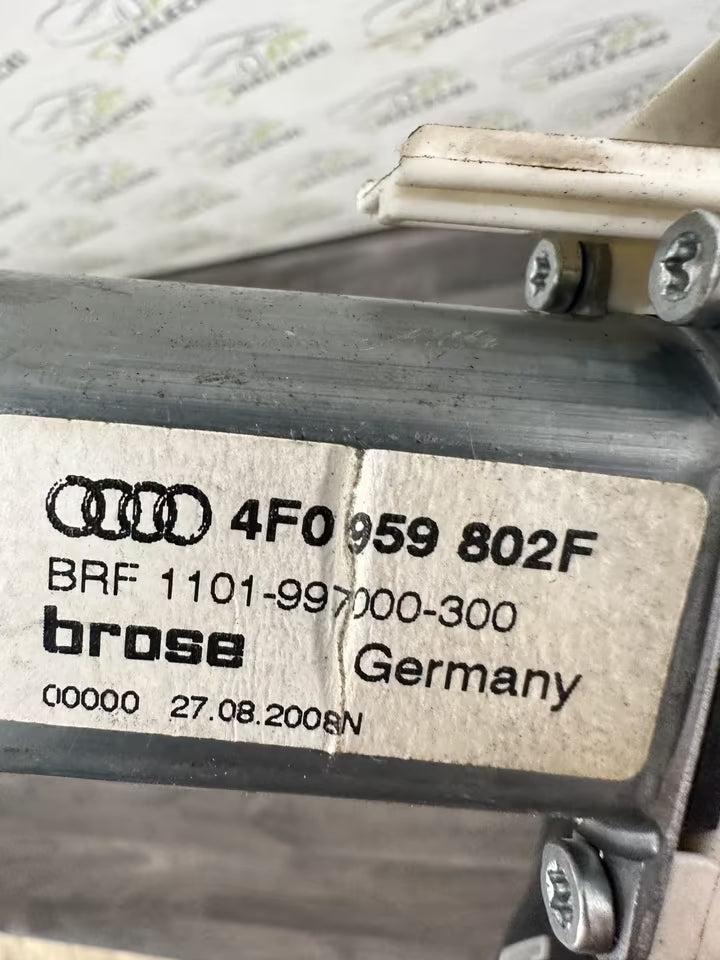 4F0 959 802F
BRF 1101-997000-300
brose Germany
00000 27.08.2008N